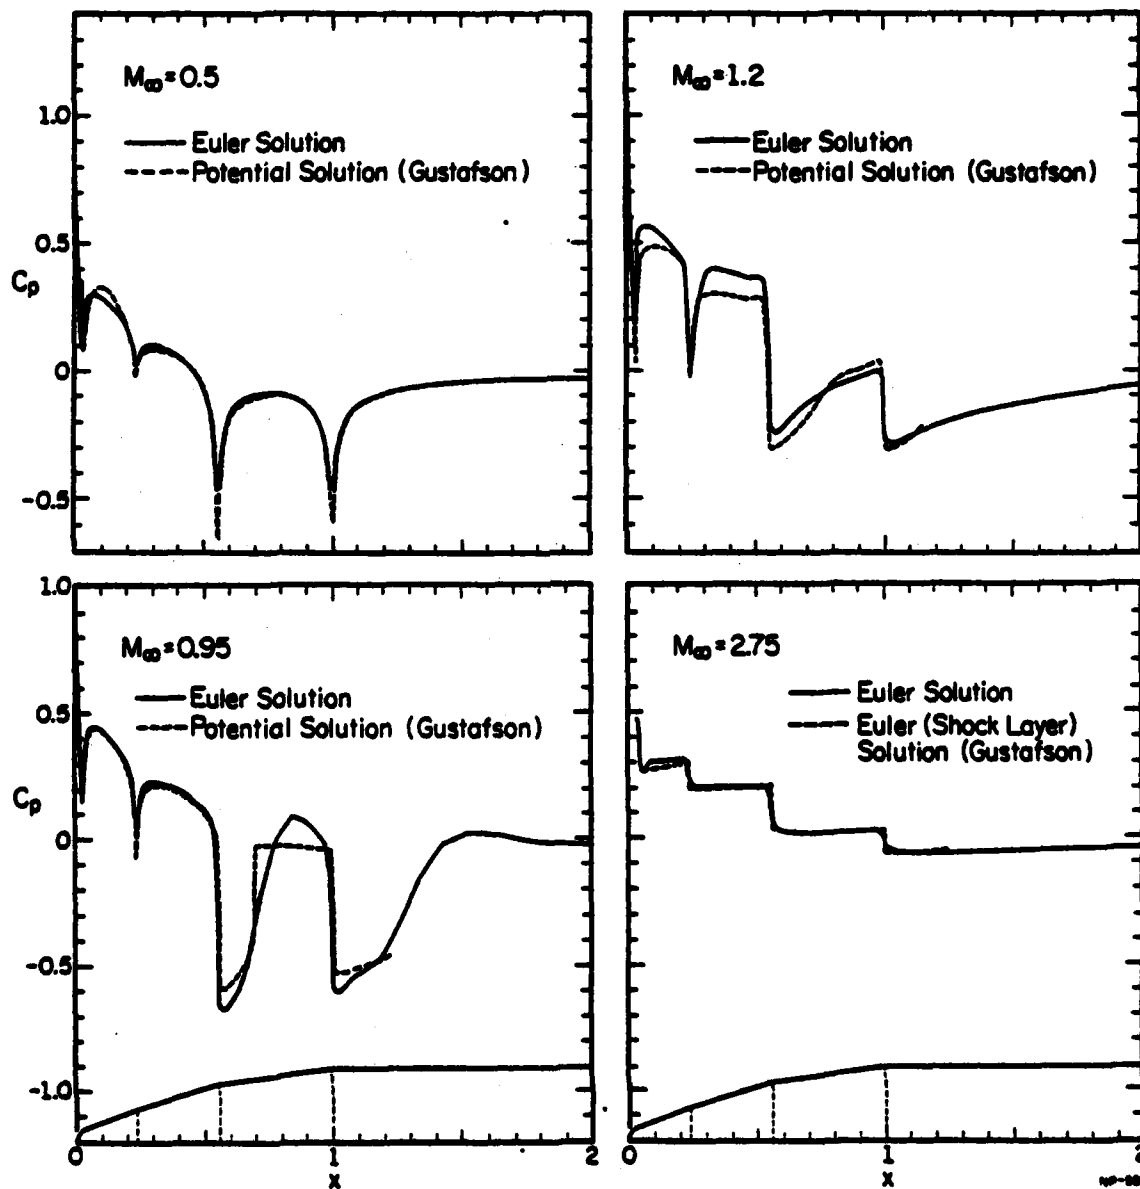 M∞=0.5
Euler Solution
Potential Solution (Gustafson)
1.0
0.5
Cp
0
-0.5
M∞=1.2
Euler Solution
Potential Solution (Gustafson)
1.0
M∞=0.95
Euler Solution
Potential Solution (Gustafson)
0.5
Cp
0
-0.5
-1.0
0
1
2
X
M∞=2.75
Euler Solution
Euler (Shock Layer)
Solution (Gustafson)
0
1
2
X